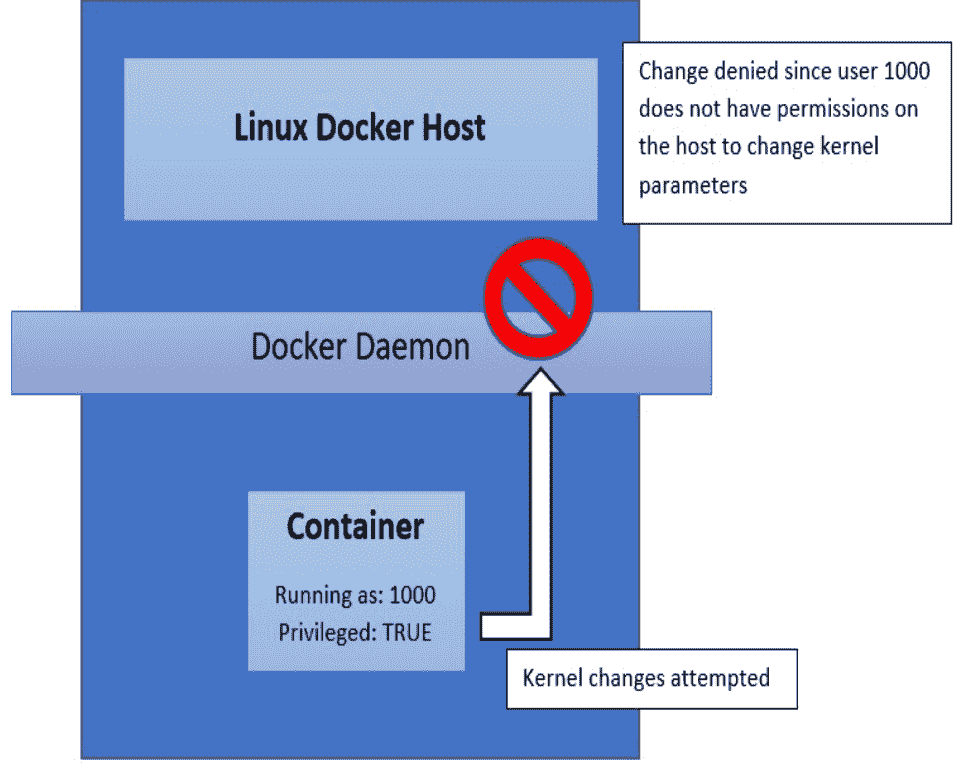 Linux Docker Host
Change denied since user 1000
does not have permissions on
the host to change kernel
parameters
Docker Daemon
Container
Running as: 1000
Privileged: TRUE
Kernel changes attempted